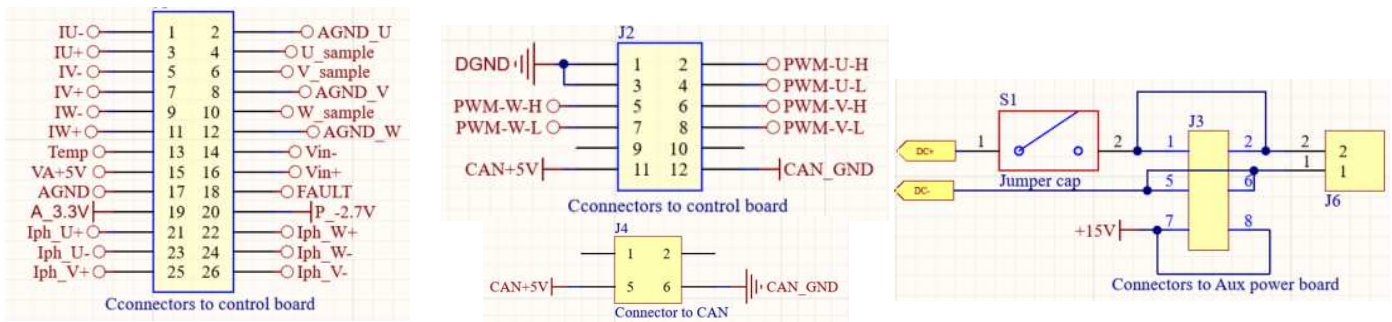 IU- 1 2 AGND_U
IU+ 3 4 U_sample
IV- 5 6 V_sample
IV+ 7 8 AGND_V
IW- 9 10 W_sample
IW+ 11 12 AGND_W
Temp 13 14 Vin-
VA+5V 15 16 Vin+
AGND 17 18 FAULT
A_3.3V 19 20 P_-2.7V
Iph_U+ 21 22 Iph_W+
Iph_U- 23 24 Iph_W-
Iph_V+ 25 26 Iph_V-
Cconnectors to control board
J2
DGND 1 2 PWM-U-H
3 4 PWM-U-L
PWM-W-H 5 6 PWM-V-H
PWM-W-L 7 8 PWM-V-L
9 10
CAN+5V 11 12 CAN_GND
Cconnectors to control board
J4
1 2
CAN+5V 5 6 CAN_GND
Connector to CAN
S1
DC+ 1 2
Jumper cap
J3
1 2
DC- 5 6
+15V 7 8
2 2
1 1
J6
Connectors to Aux power board